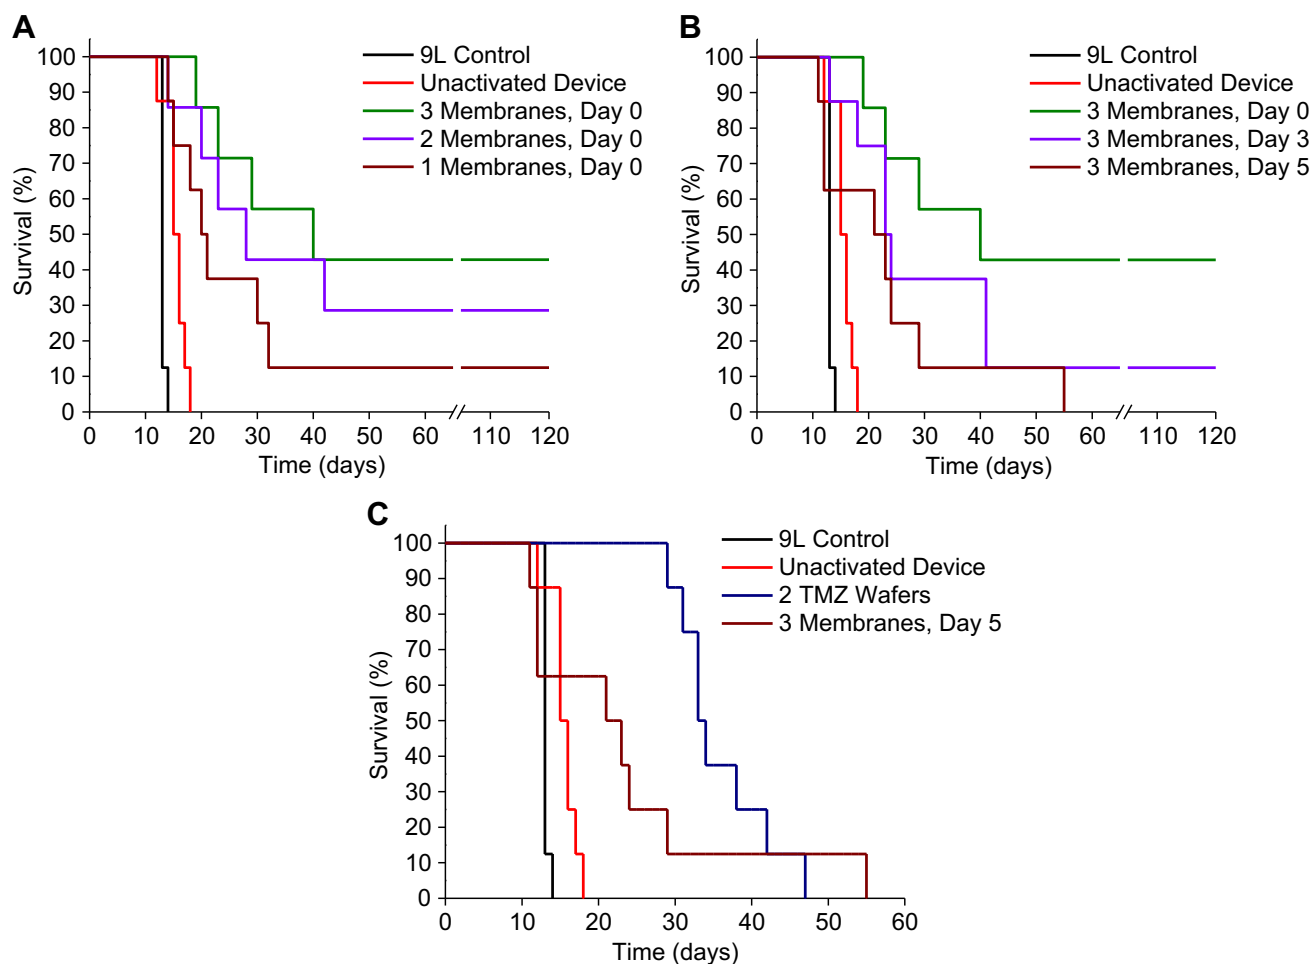 A
100
90
80
70
60
50
40
30
20
10
0
Survival (%)
0 10 20 30 40 50 60 110 120
Time (days)
9L Control
Unactivated Device
3 Membranes, Day 0
2 Membranes, Day 0
1 Membranes, Day 0
B
100
90
80
70
60
50
40
30
20
10
0
Survival (%)
0 10 20 30 40 50 60 110 120
Time (days)
9L Control
Unactivated Device
3 Membranes, Day 0
3 Membranes, Day 3
3 Membranes, Day 5
C
100
90
80
70
60
50
40
30
20
10
0
Survival (%)
0 10 20 30 40 50 60
Time (days)
9L Control
Unactivated Device
2 TMZ Wafers
3 Membranes, Day 5